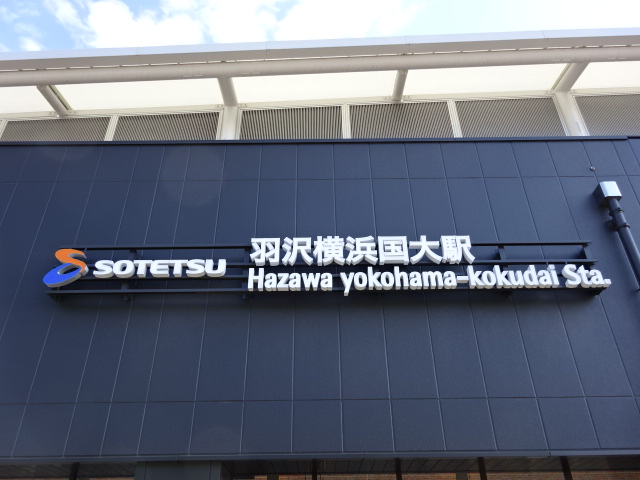 SOTETSU
羽沢横浜国大駅
Hazawa yokohama-kokudai Sta.